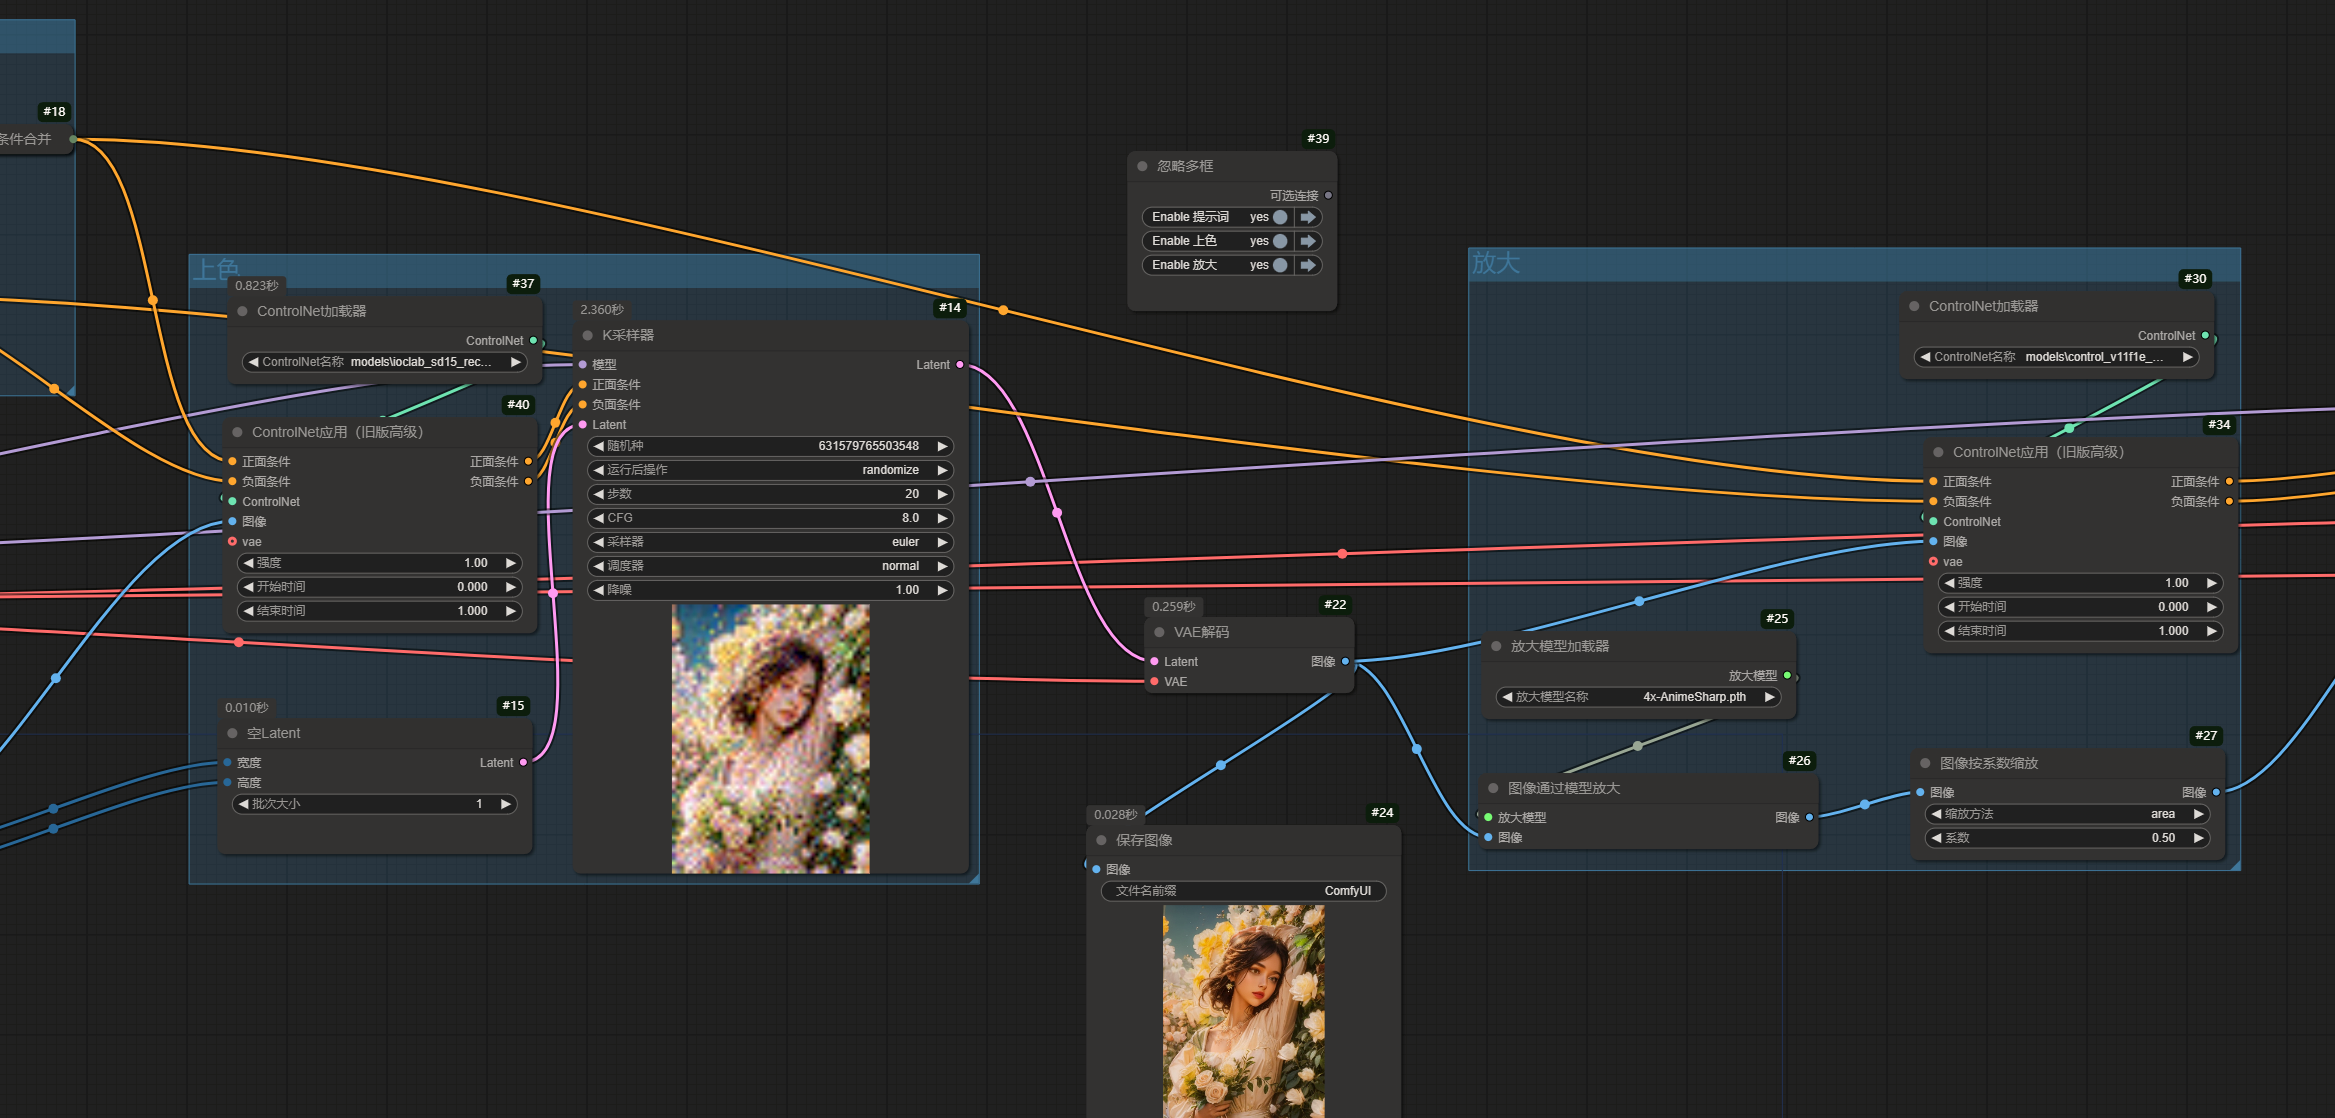 #18
条件合并
上色
0.823秒
#37
ControlNet加载器
ControlNet
ControlNet名称 models\ioclab_sd15_rec...
#40
ControlNet应用（旧版高级）
正面条件 正面条件
负面条件 负面条件
ControlNet
图像
vae
强度 1.00
开始时间 0.000
结束时间 1.000
0.010秒
#15
空Latent
宽度 Latent
高度
批次大小 1
2.360秒
#14
K采样器
模型 Latent
正面条件
负面条件
Latent
随机种 631579765503548
运行后操作 randomize
步数 20
CFG 8.0
采样器 euler
调度器 normal
降噪 1.00
#39
忽略多框
可选连接
Enable 提示词 yes
Enable 上色 yes
Enable 放大 yes
0.259秒
#22
VAE解码
Latent 图像
VAE
0.028秒
#24
保存图像
图像
文件名前缀 ComfyUI
放大
#30
ControlNet加载器
ControlNet
ControlNet名称 models\control_v11f1e_...
#34
ControlNet应用（旧版高级）
正面条件 正面条件
负面条件 负面条件
ControlNet
图像
vae
强度 1.00
开始时间 0.000
结束时间 1.000
#25
放大模型加载器
放大模型
放大模型名称 4x-AnimeSharp.pth
#26
图像通过模型放大
放大模型 图像
图像
#27
图像按系数缩放
图像 图像
缩放方法 area
系数 0.50